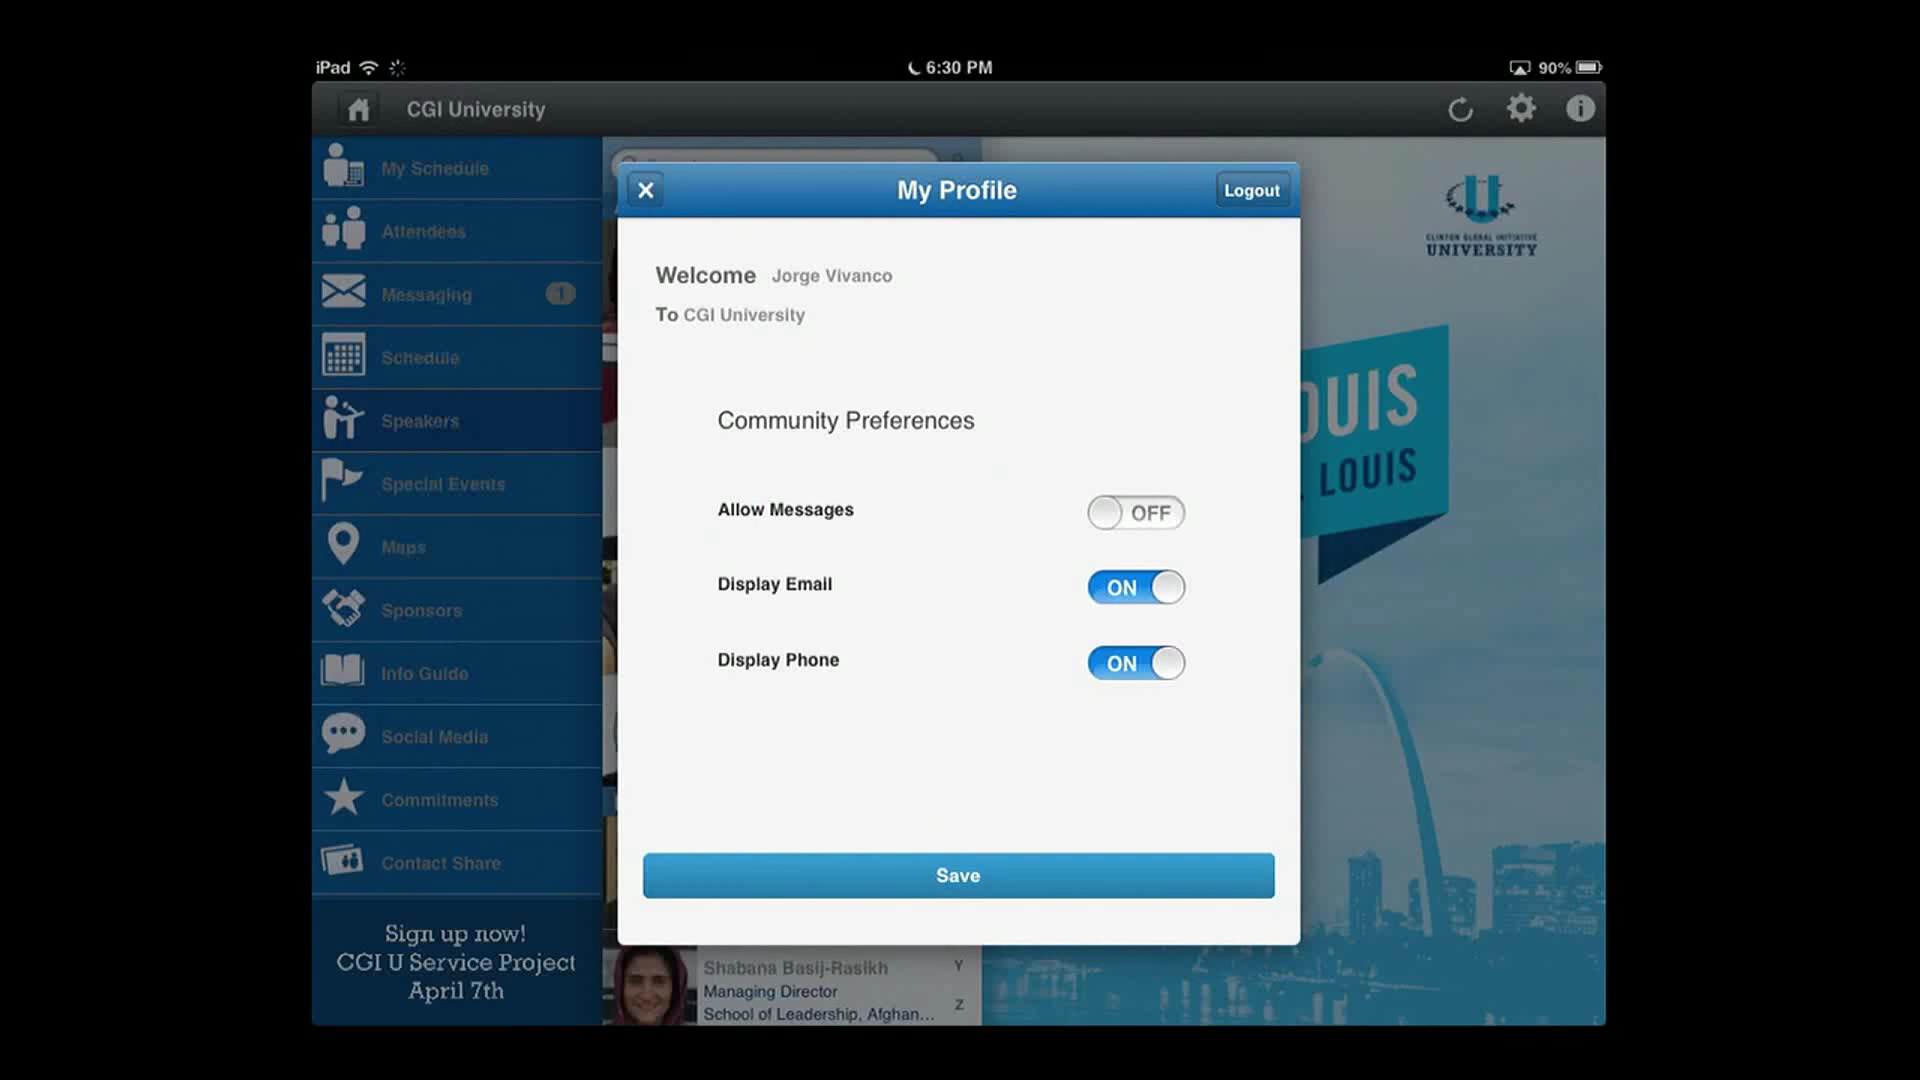 iPad
6:30 PM
90%
CGI University
My Schedule
Attendees
Messaging 1
Schedule
Speakers
Special Events
Maps
Sponsors
Info Guide
Social Media
Commitments
Contact Share
Sign up now!
CGI U Service Project
April 7th
My Profile
Logout
Welcome Jorge Vivanco
To CGI University
Community Preferences
Allow Messages OFF
Display Email ON
Display Phone ON
Save
Shabana Basij-Rasikh
Managing Director
School of Leadership, Afghan...
Y
Z
U
CLINTON GLOBAL INITIATIVE
UNIVERSITY
OUIS
LOUIS